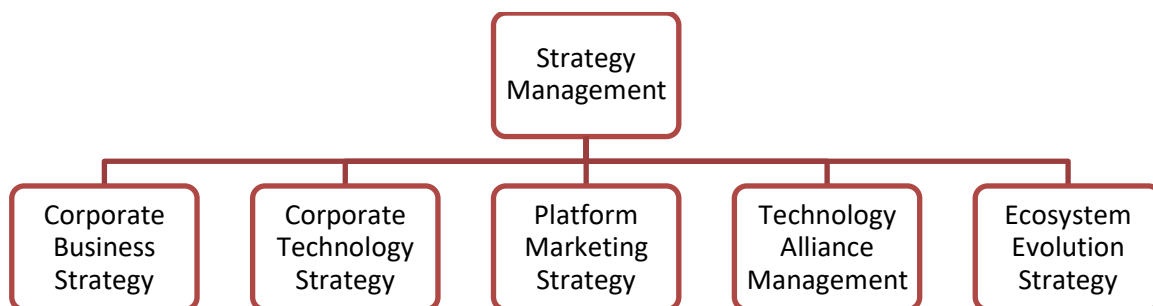 Strategy
Management
Corporate
Business
Strategy
Corporate
Technology
Strategy
Platform
Marketing
Strategy
Technology
Alliance
Management
Ecosystem
Evolution
Strategy